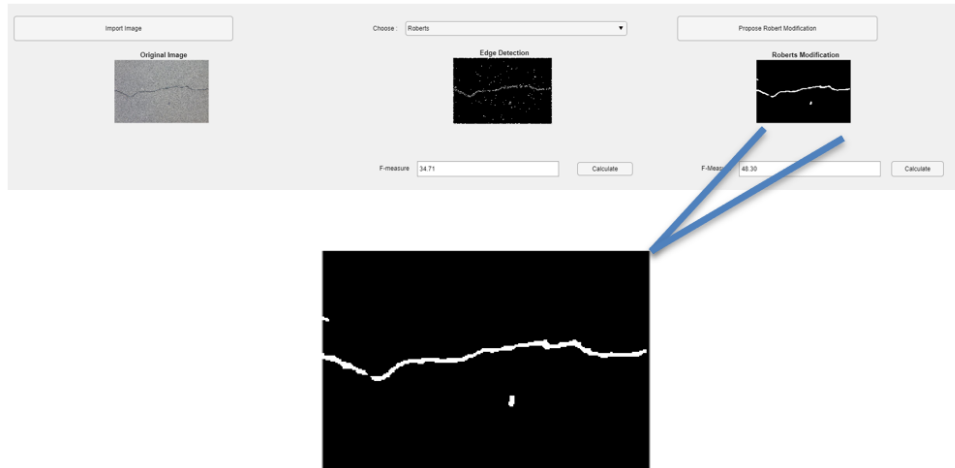 Import Image
Choose : Roberts
Propose Robert Modification
Original Image
Edge Detection
Roberts Modification
F-measure 34.71
Calculate
F-Meas
48.30
Calculate